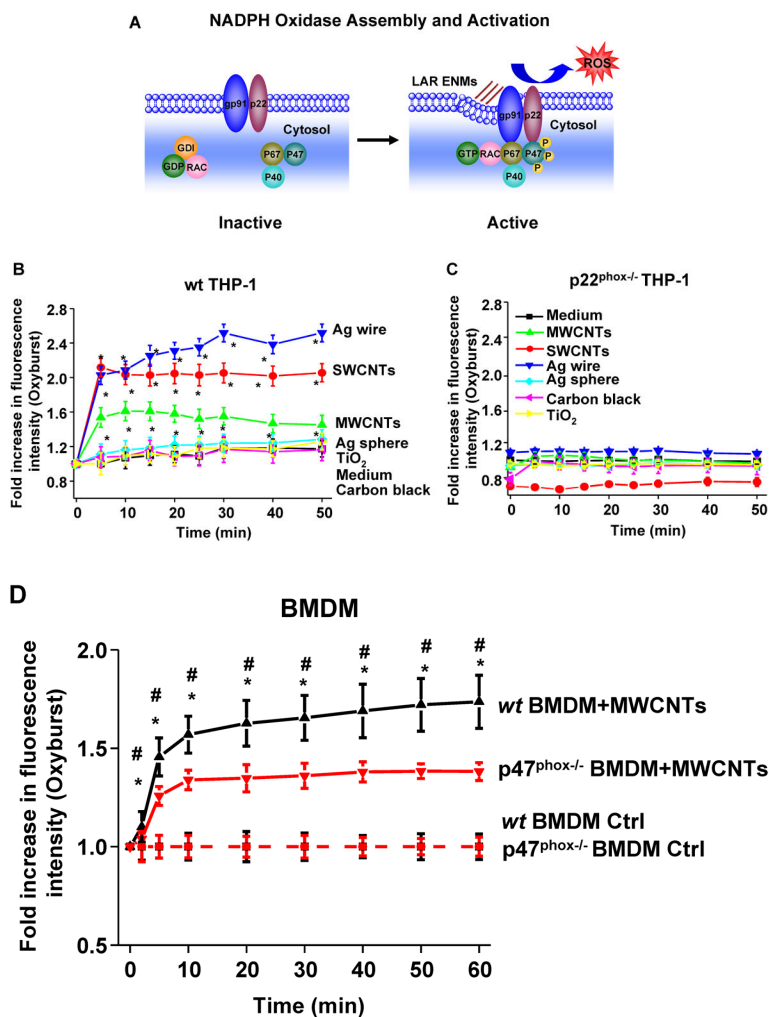 A
NADPH Oxidase Assembly and Activation
LAR ENMs
ROS
gp91
p22
gp91
p22
Cytosol
Cytosol
GDI
GDP
RAC
P67
P47
P40
GTP
RAC
P67
P47
P
P
P
P40
Inactive
Active
B
wt THP-1
Fold increase in fluorescence
intensity (Oxyburst)
2.8
2.4
2.0
1.6
1.2
0.8
0
10
20
30
40
50
Time (min)
* * * * * * * *
* * * * * * * *
* * * * * * * *
Ag wire
SWCNTs
MWCNTs
Ag sphere
TiO2
Medium
Carbon black
C
p22phox-/- THP-1
Fold increase in fluorescence
intensity (Oxyburst)
2.8
2.4
2.0
1.6
1.2
0.8
0
10
20
30
40
50
Time (min)
Medium
MWCNTs
SWCNTs
Ag wire
Ag sphere
Carbon black
TiO2
D
BMDM
Fold increase in fluorescence
intensity (Oxyburst)
2.0
1.5
1.0
0.5
0
10
20
30
40
50
60
Time (min)
# # # # # # # #
* * * * * * * *
wt BMDM+MWCNTs
p47phox-/- BMDM+MWCNTs
wt BMDM Ctrl
p47phox-/- BMDM Ctrl